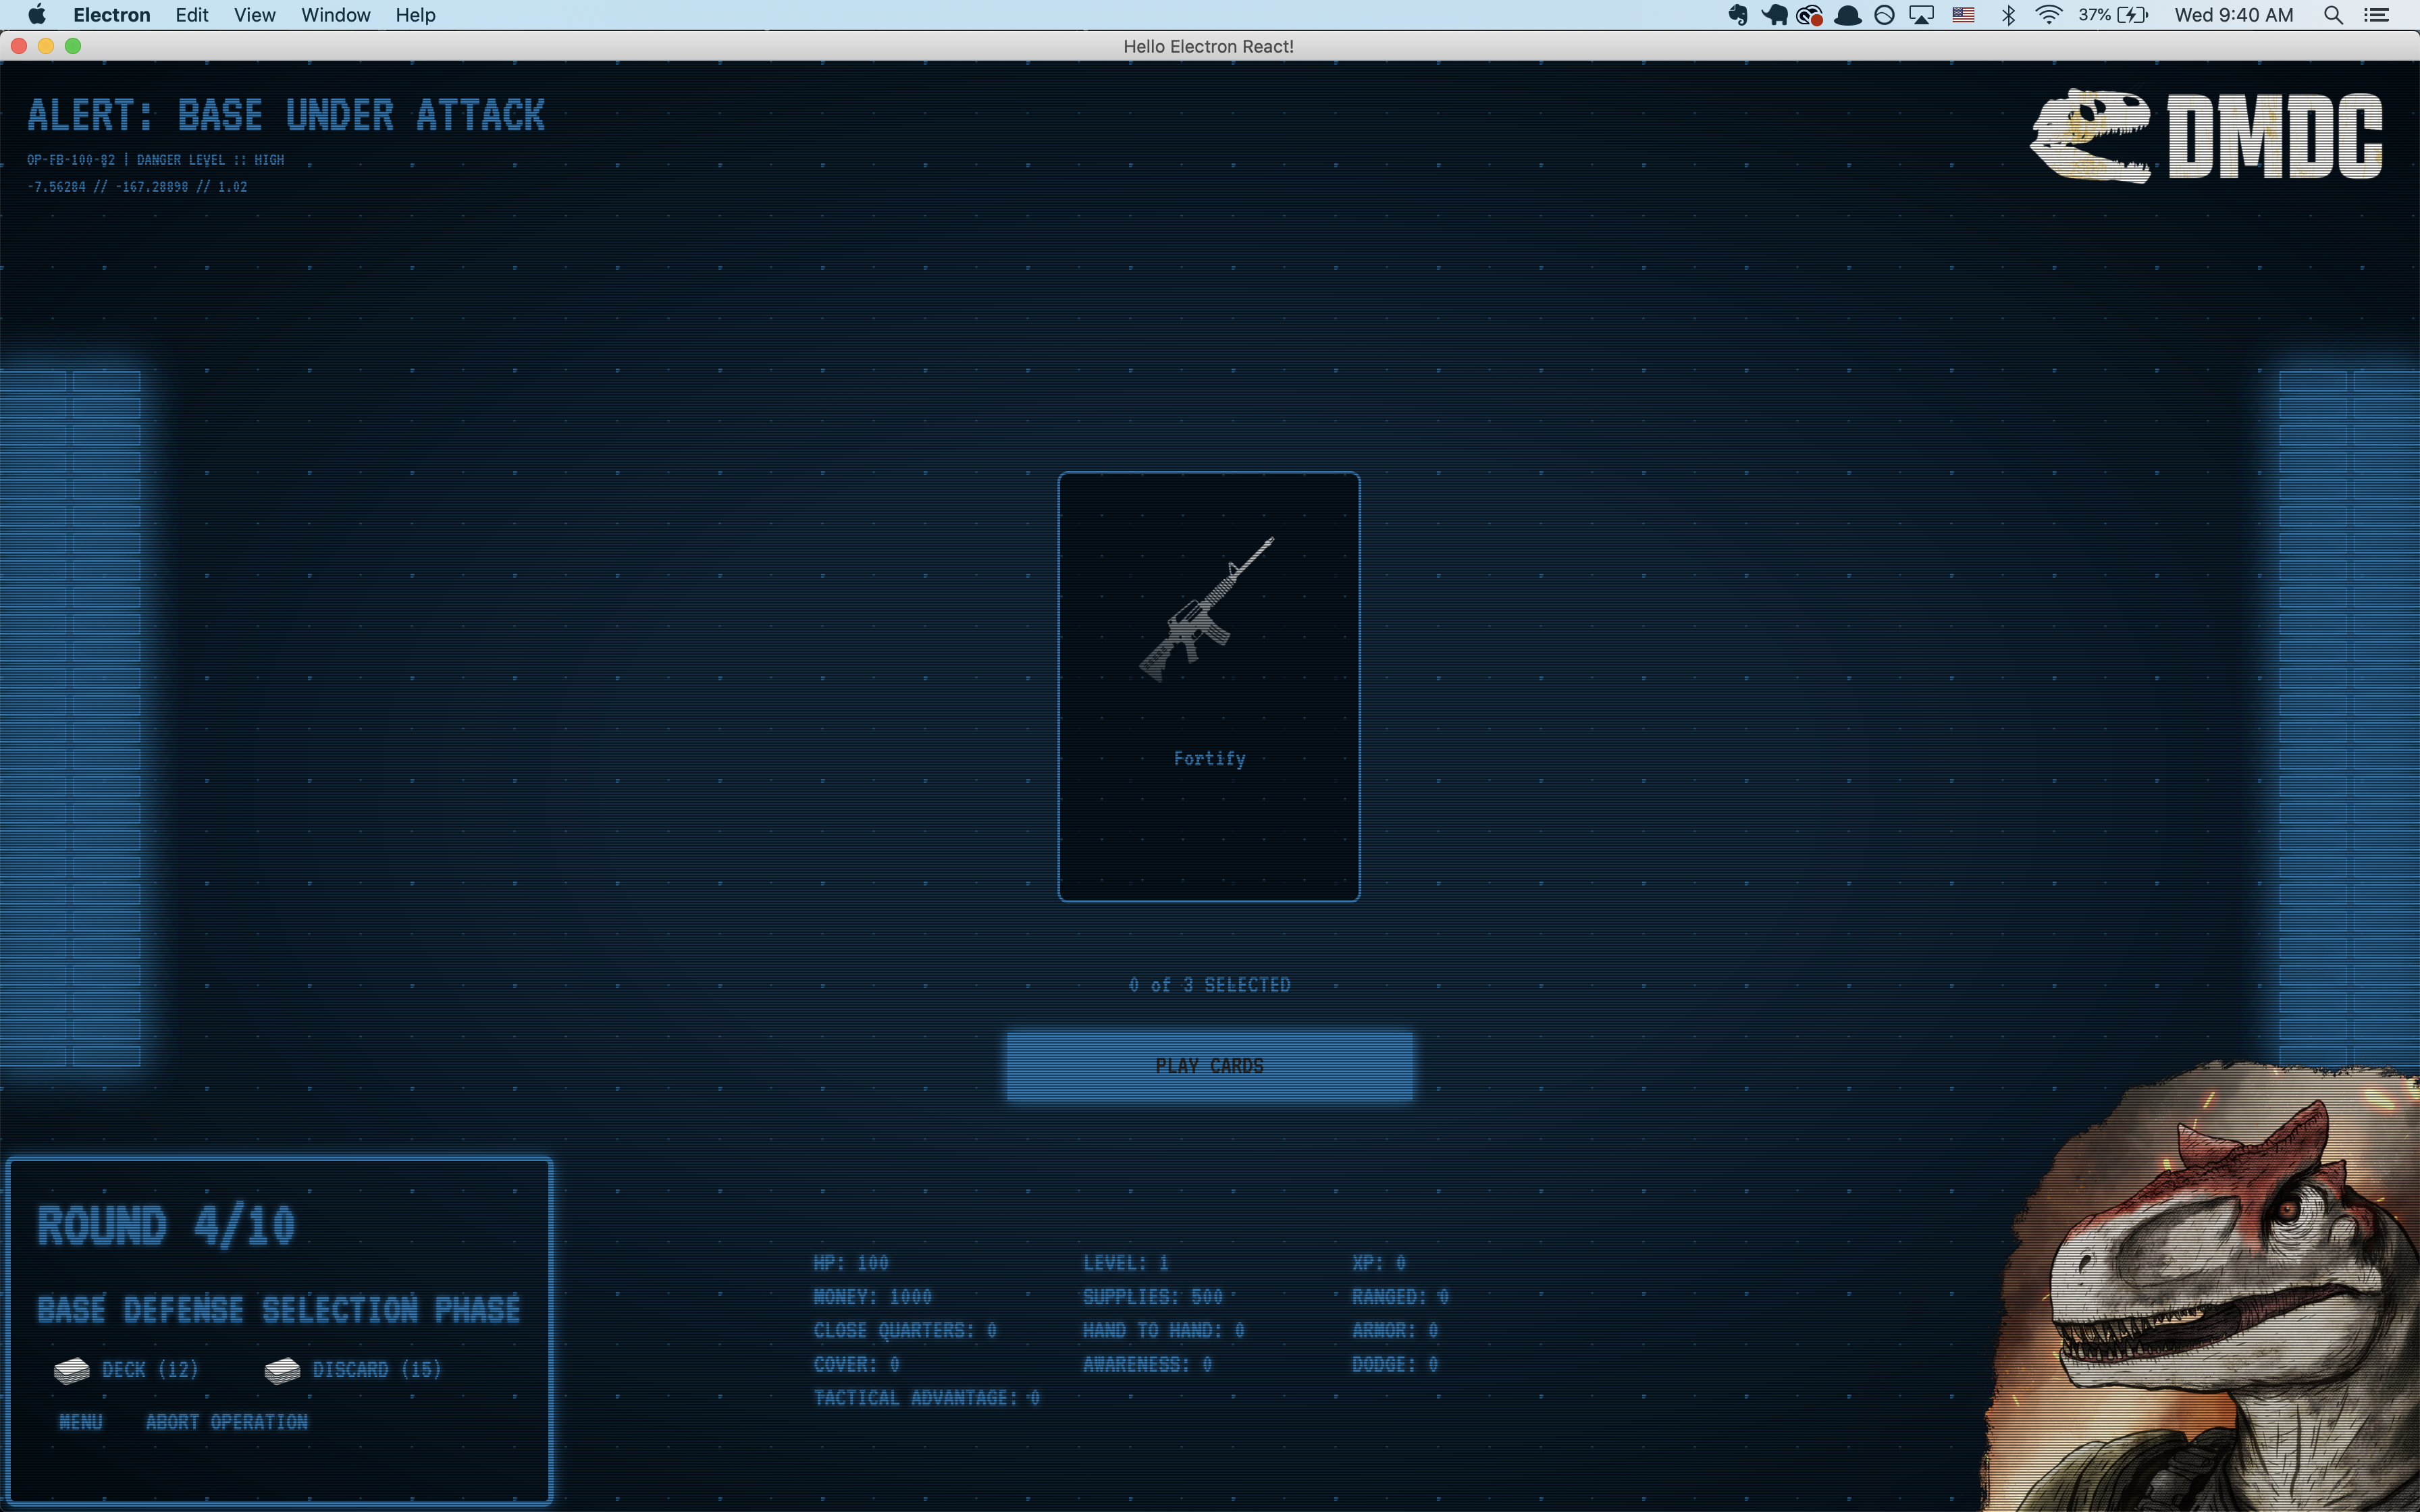 Electron Edit View Window Help 37% Wed 9:40 AM
Hello Electron React!
ALERT: BASE UNDER ATTACK
OP-FB-100-82 | DANGER LEVEL :: HIGH
-7.56284 // -167.28898 // 1.02
DMDC
Fortify
0 of 3 SELECTED
PLAY CARDS
ROUND 4/10
BASE DEFENSE SELECTION PHASE
DECK (12) DISCARD (15)
MENU ABORT OPERATION
HP: 100 LEVEL: 1 XP: 0
MONEY: 1000 SUPPLIES: 500 RANGED: 0
CLOSE QUARTERS: 0 HAND TO HAND: 0 ARMOR: 0
COVER: 0 AWARENESS: 0 DODGE: 0
TACTICAL ADVANTAGE: 0